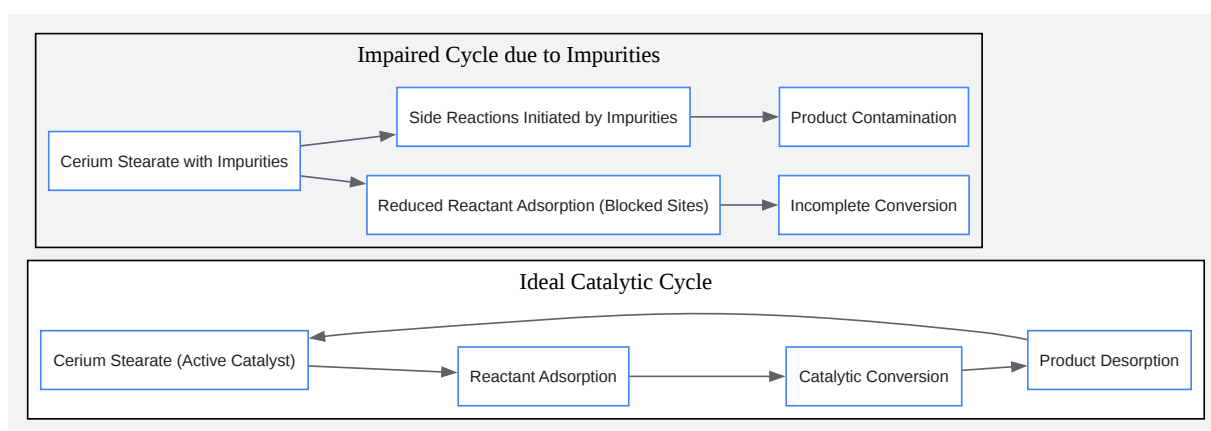 Impaired Cycle due to Impurities
Side Reactions Initiated by Impurities
Product Contamination
Cerium Stearate with Impurities
Reduced Reactant Adsorption (Blocked Sites)
Incomplete Conversion
Ideal Catalytic Cycle
Cerium Stearate (Active Catalyst)
Reactant Adsorption
Catalytic Conversion
Product Desorption